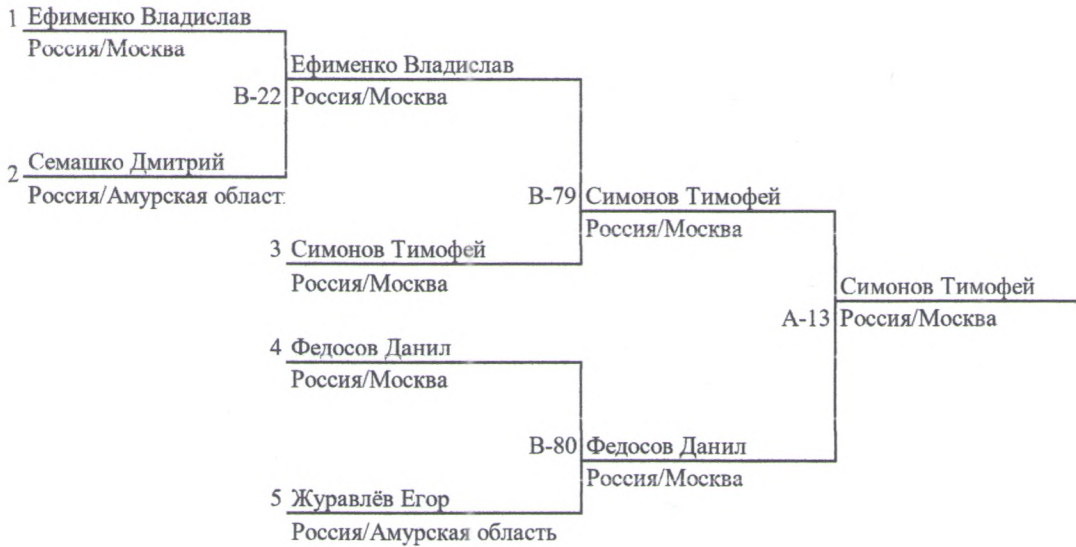 1 Ефименко Владислав
Россия/Москва
Ефименко Владислав
B-22 Россия/Москва
2 Семашко Дмитрий
Россия/Амурская област
B-79 Симонов Тимофей
Россия/Москва
3 Симонов Тимофей
Россия/Москва
Симонов Тимофей
A-13 Россия/Москва
4 Федосов Данил
Россия/Москва
B-80 Федосов Данил
Россия/Москва
5 Журавлёв Егор
Россия/Амурская область